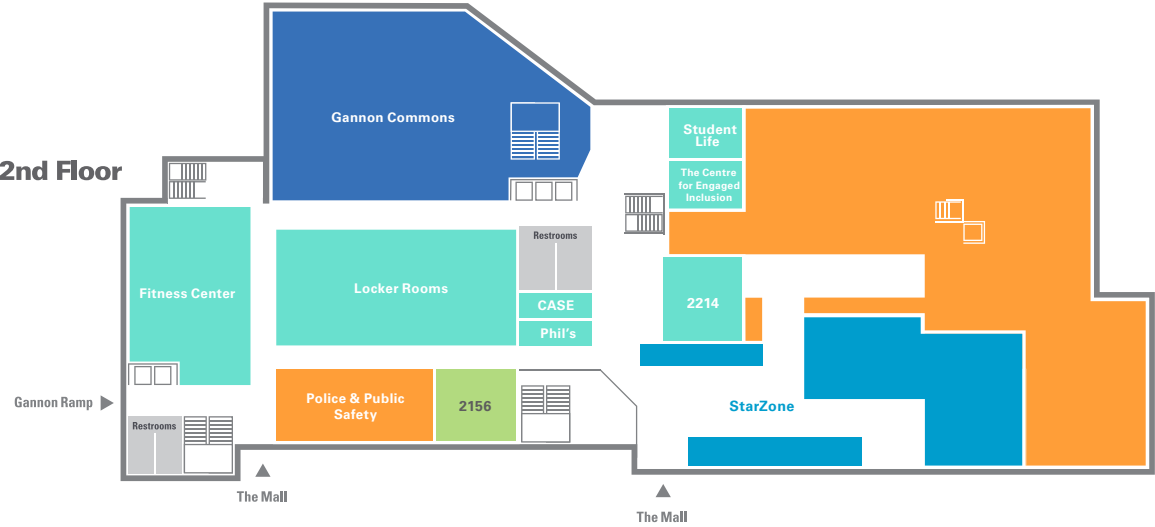 2nd Floor
Gannon Commons
Student
Life
The Centre
for Engaged
Inclusion
Restrooms
Fitness Center
Locker Rooms
CASE
2214
Phil's
Gannon Ramp
Police & Public
Safety
2156
StarZone
Restrooms
The Mall
The Mall